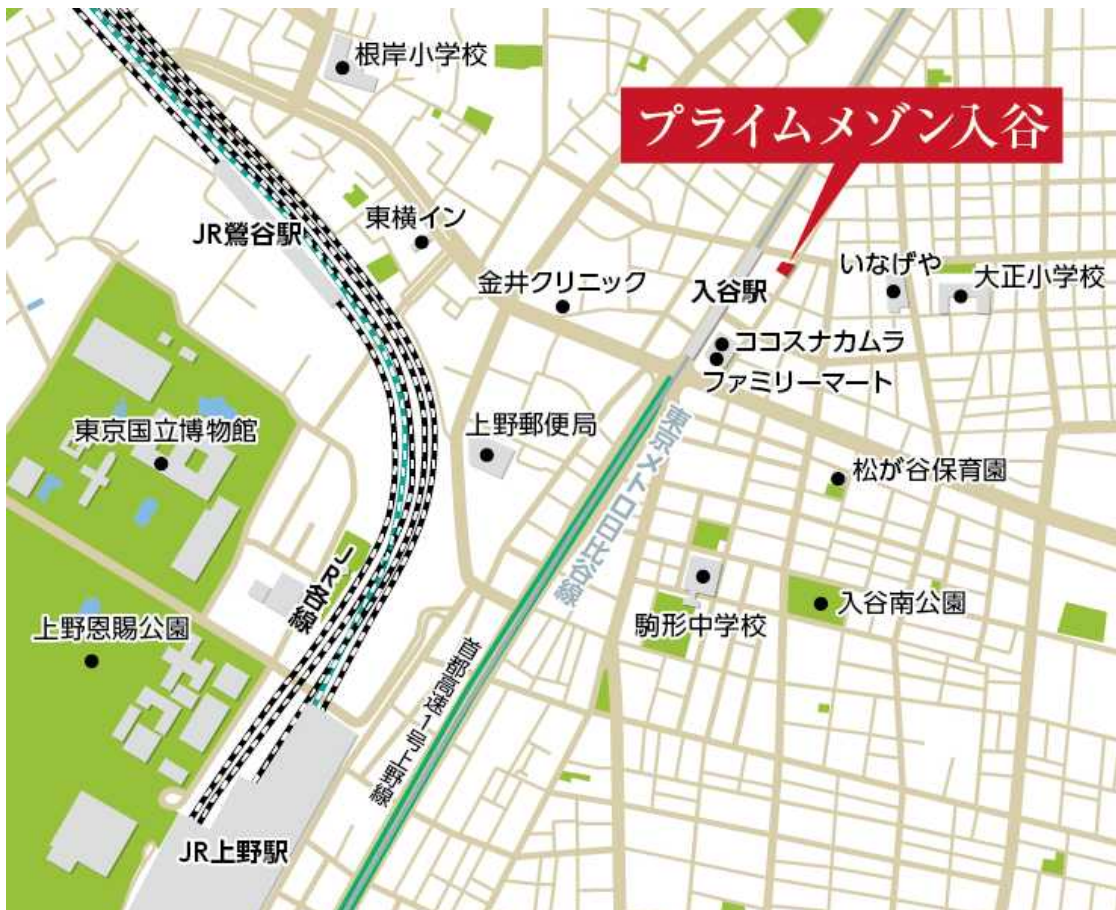 根岸小学校
プライムメゾン入谷
東横イン
JR鶯谷駅
いなげや
大正小学校
金井クリニック
入谷駅
ココスナカムラ
ファミリーマート
東京国立博物館
上野郵便局
東京メトロ日比谷線
松が谷保育園
JR各線
入谷南公園
駒形中学校
上野恩賜公園
首都高速1号上野線
JR上野駅